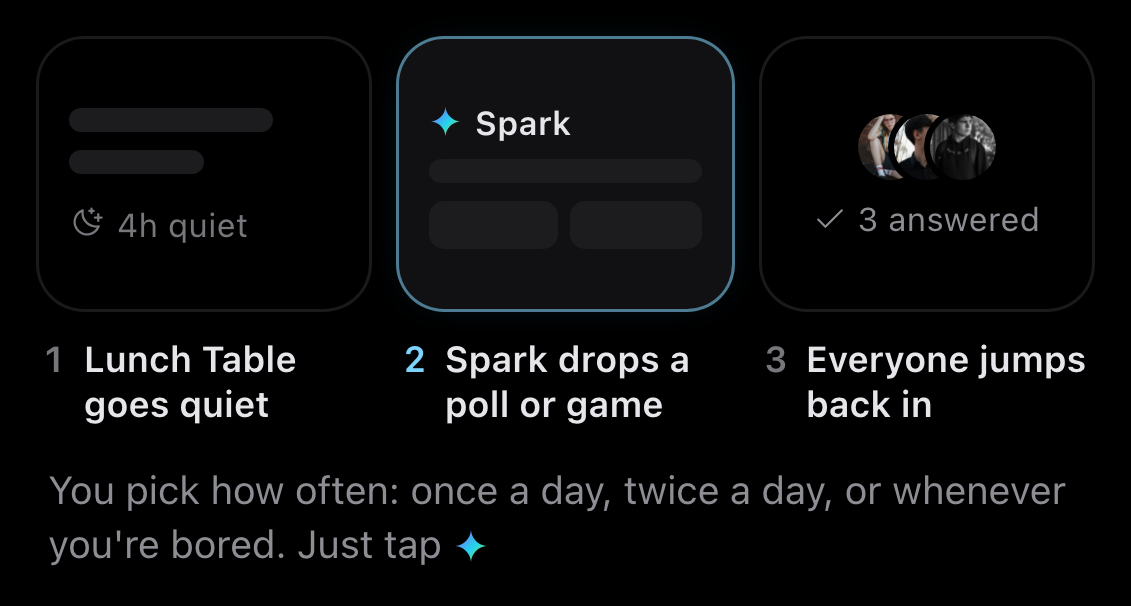 4h quiet
Spark
3 answered
1 Lunch Table
goes quiet
2 Spark drops a
poll or game
3 Everyone jumps
back in
You pick how often: once a day, twice a day, or whenever
you're bored. Just tap